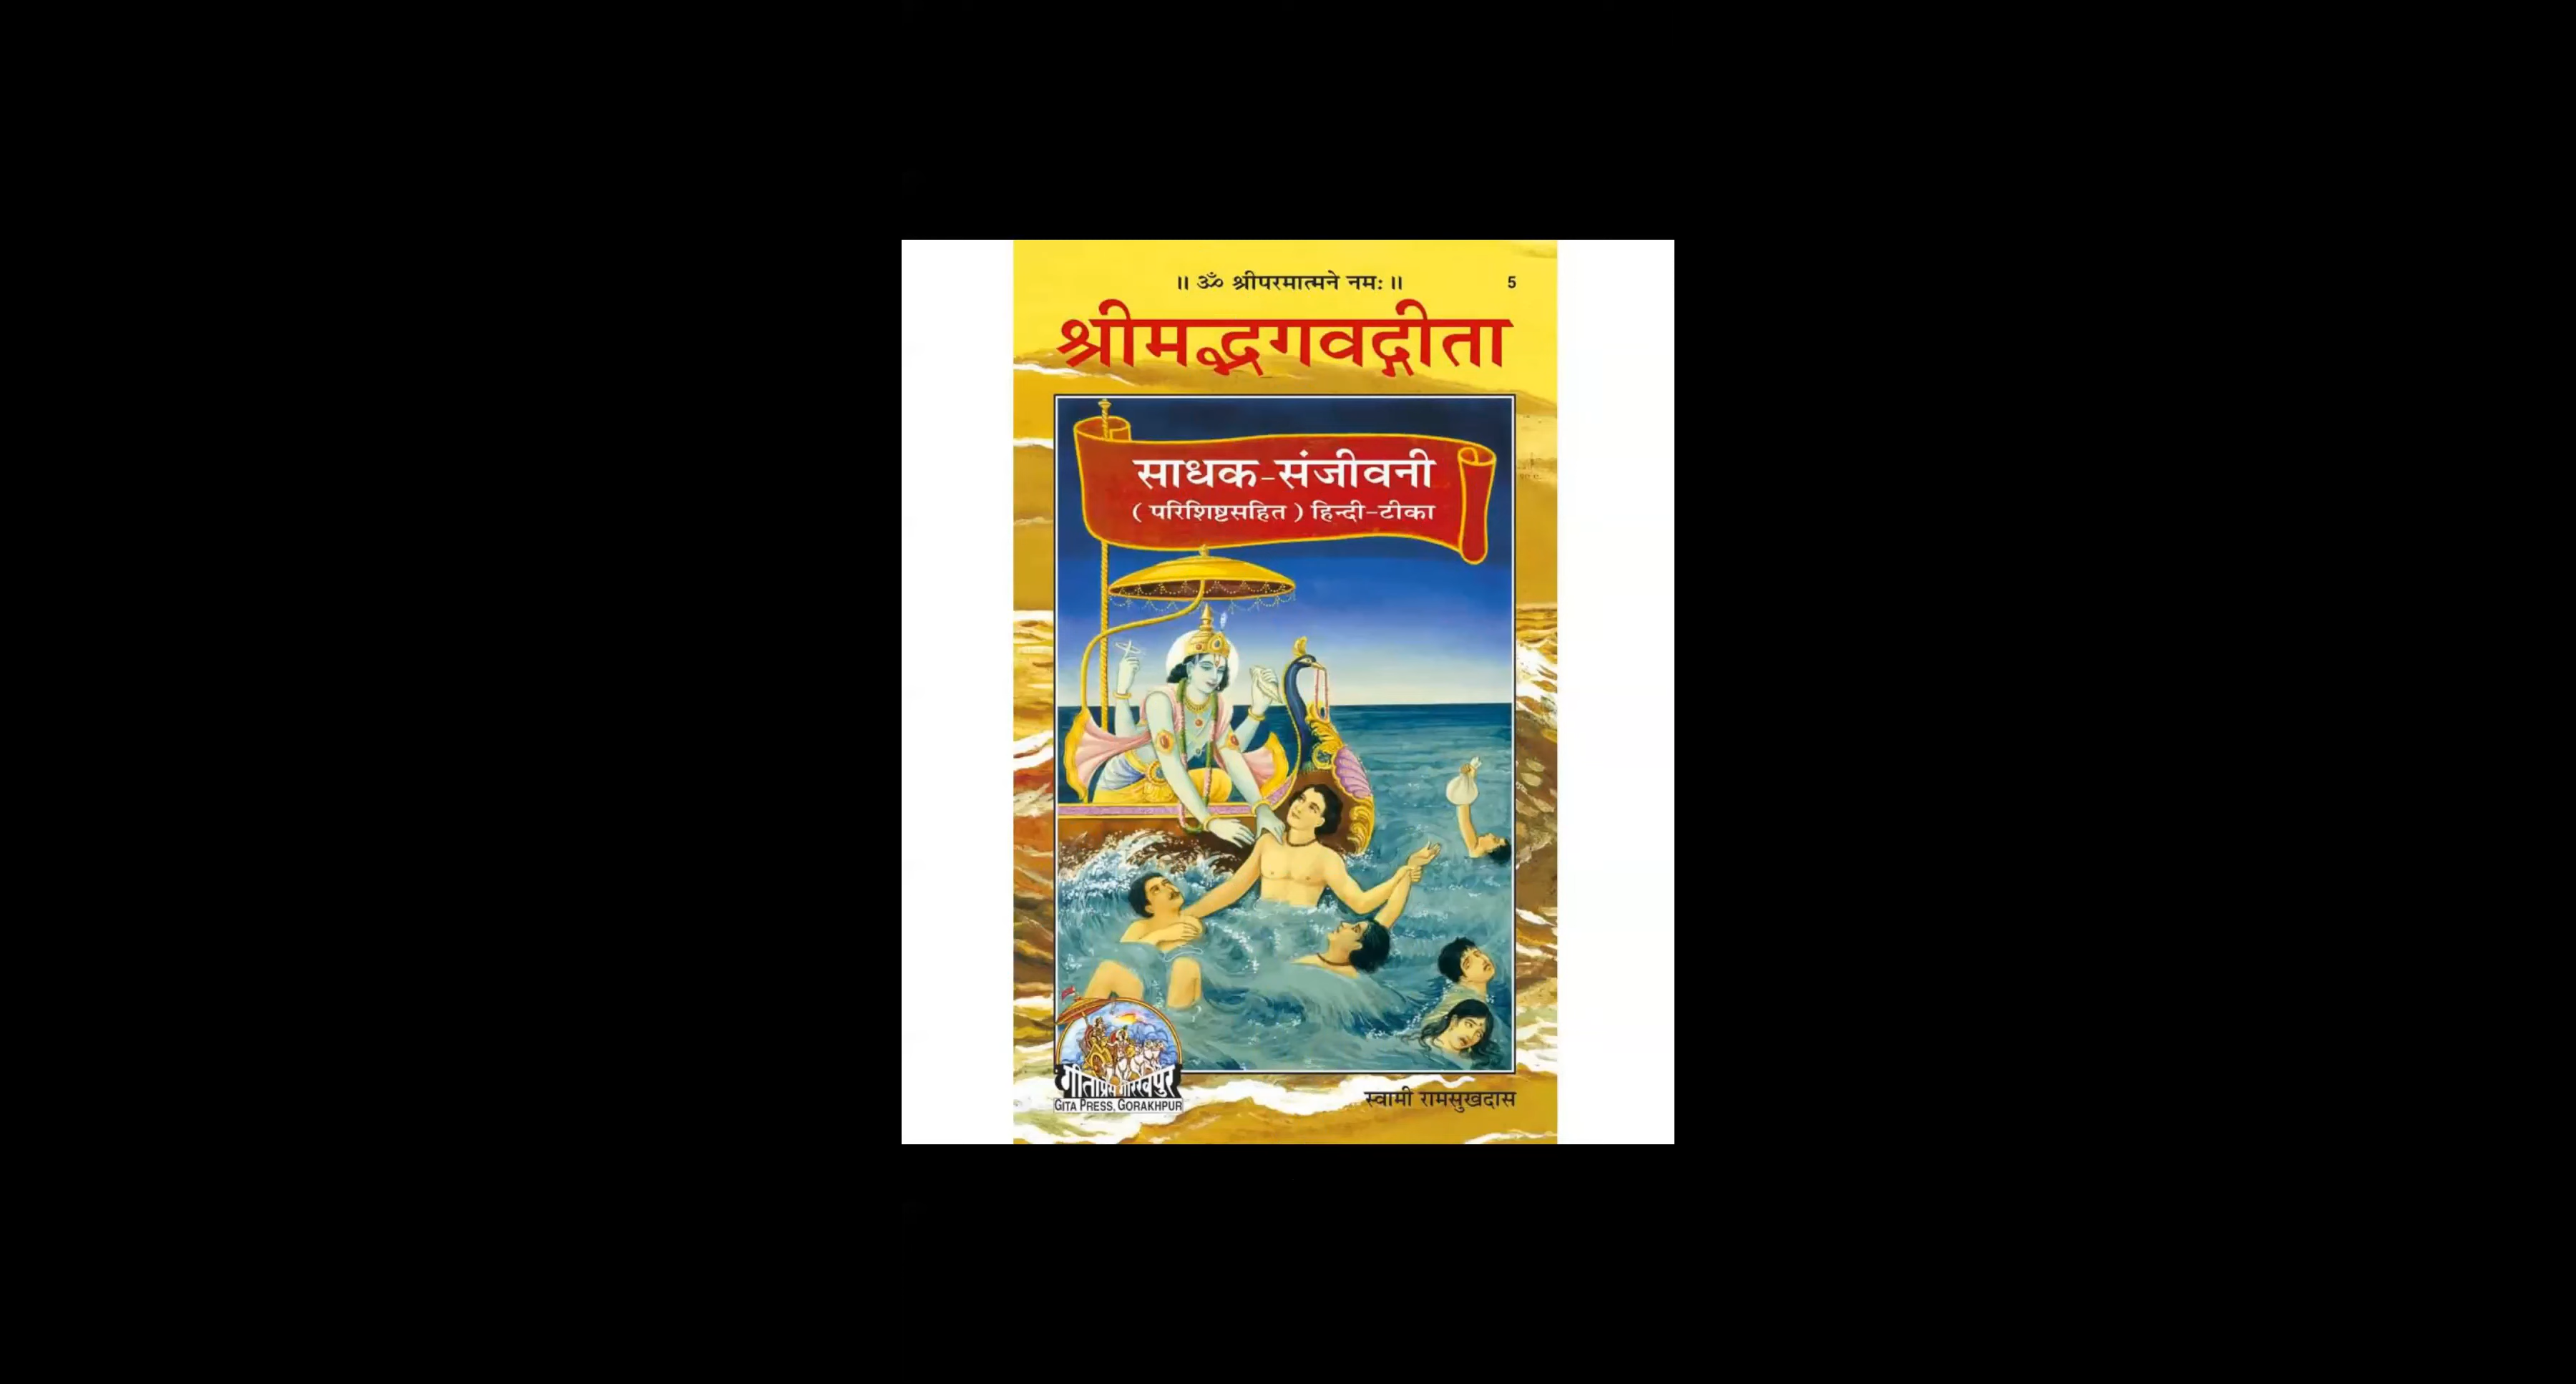 ॥ ॐ श्रीपरमात्मने नमः ॥
5
श्रीमद्भगवद्गीता
साधक-संजीवनी
( परिशिष्टसहित ) हिन्दी-टीका
गीताप्रेस गोरखपुर
GITA PRESS, GORAKHPUR
स्वामी रामसुखदास